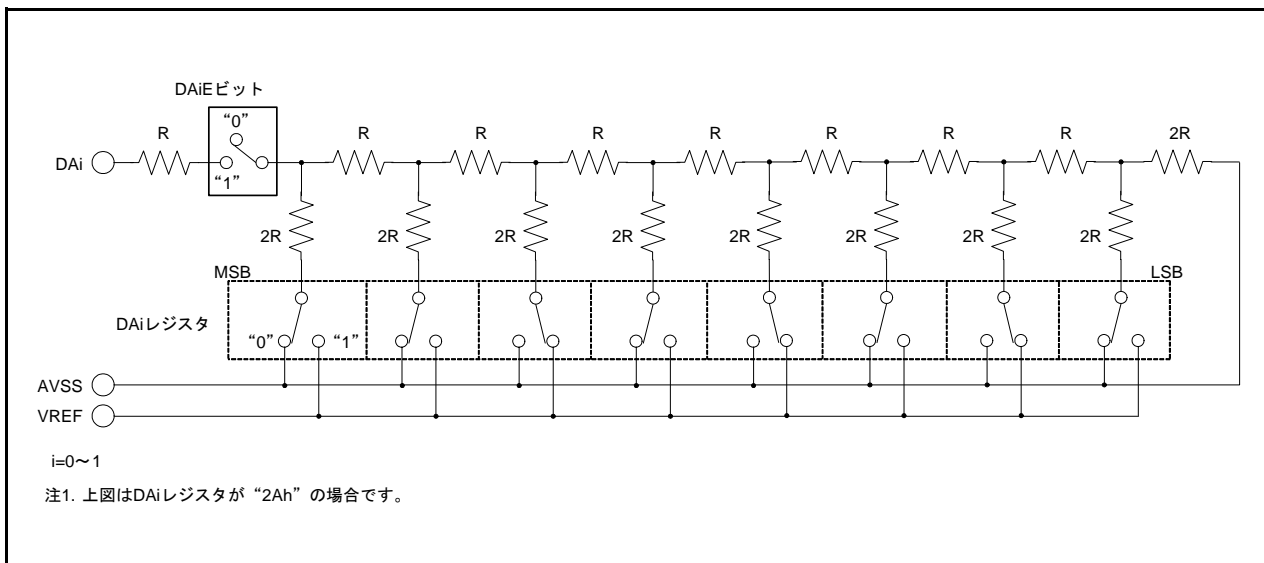 DAiEビット
“0”
R R R R R R R R 2R
DAi
“1”
2R 2R 2R 2R 2R 2R 2R 2R
MSB LSB
DAiレジスタ
“0” “1”
AVSS
VREF
i=0～1
注1. 上図はDAiレジスタが“2Ah”の場合です。